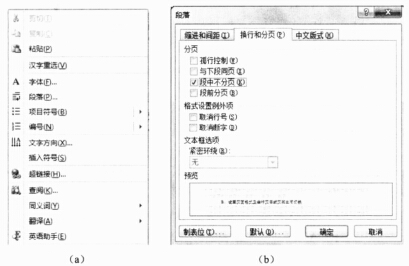 剪切(T)
复制(C)
粘贴(P)
汉字重选(V)
字体(F)...
段落(P)...
项目符号(B)
编号(N)
文字方向(X)...
插入符号(S)
超链接(H)...
查阅(K)...
同义词(Y)
翻译(A)
英语助手(E)
(a)
段落
缩进和间距(I)
换行和分页(P)
中文版式(H)
分页
孤行控制(W)
与下段同页(X)
段中不分页(K)
段前分页(B)
格式设置例外项
取消行号(S)
取消断字(D)
文本框选项
紧密环绕(R):
无
预览
制表位(T)...
默认(D)...
确定
取消
(b)